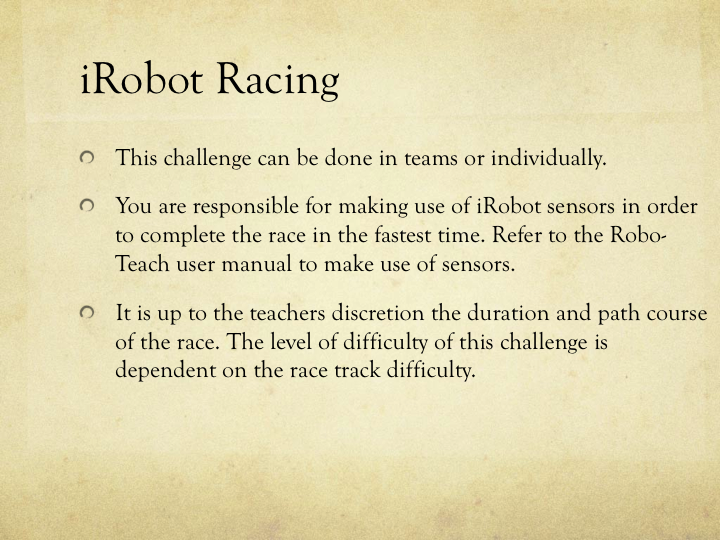 iRobot Racing
This challenge can be done in teams or individually.
You are responsible for making use of iRobot sensors in order
to complete the race in the fastest time. Refer to the Robo-
Teach user manual to make use of sensors.
It is up to the teachers discretion the duration and path course
of the race. The level of difficulty of this challenge is
dependent on the race track difficulty.